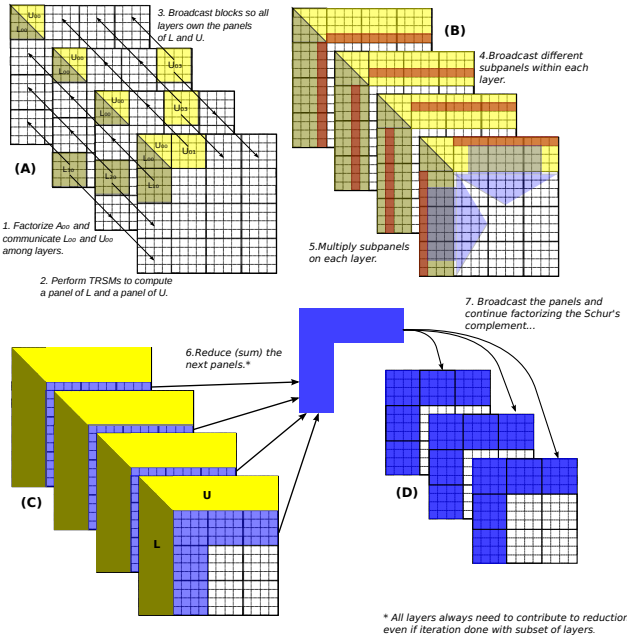 3. Broadcast blocks so all
layers own the panels
of L and U.
U₀₀
L₀₀
U₀₀
L₀₀
U₀₃
U₀₀
L₀₀
U₀₃
U₀₀
U₀₁
L₀₀
L₁₀
L₃₀
L₂₀
(A)
1. Factorize A₀₀ and
communicate L₀₀ and U₀₀
among layers.
2. Perform TRSMs to compute
a panel of L and a panel of U.
(B)
4.Broadcast different
subpanels within each
layer.
5.Multiply subpanels
on each layer.
6.Reduce (sum) the
next panels.*
(C)
U
L
7. Broadcast the panels and
continue factorizing the Schur's
complement...
(D)
* All layers always need to contribute to reduction
even if iteration done with subset of layers.